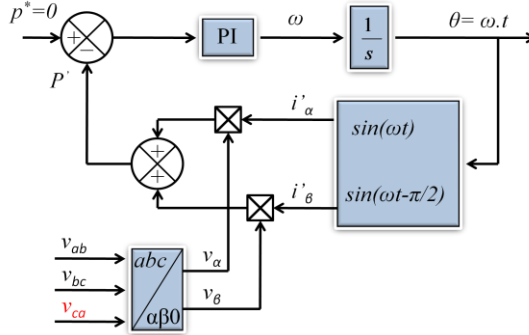 p*=0
+
−
PI
ω
1
s
θ= ω.t
P'
i'α
sin(ωt)
+
+
i'β
sin(ωt-π/2)
vab
abc
vα
vbc
vβ
vca
αβ0